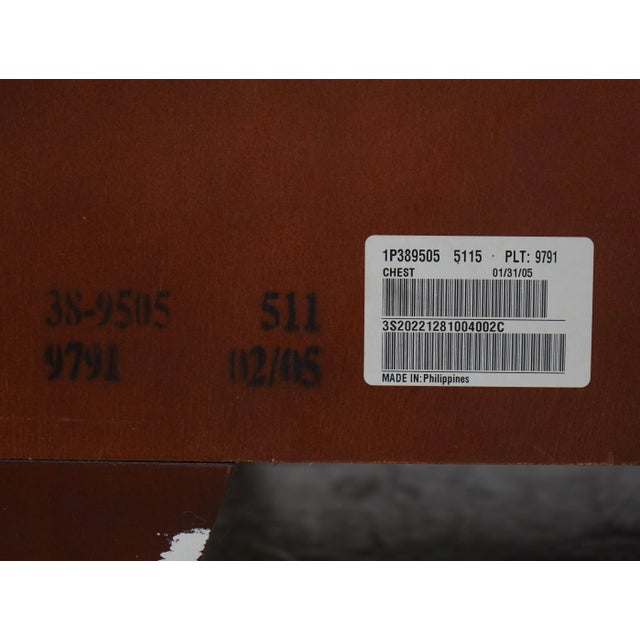 1P389505 5115 · PLT: 9791
CHEST 01/31/05
3S20221281004002C
MADE IN: Philippines
38-9505 511
9791 02/05